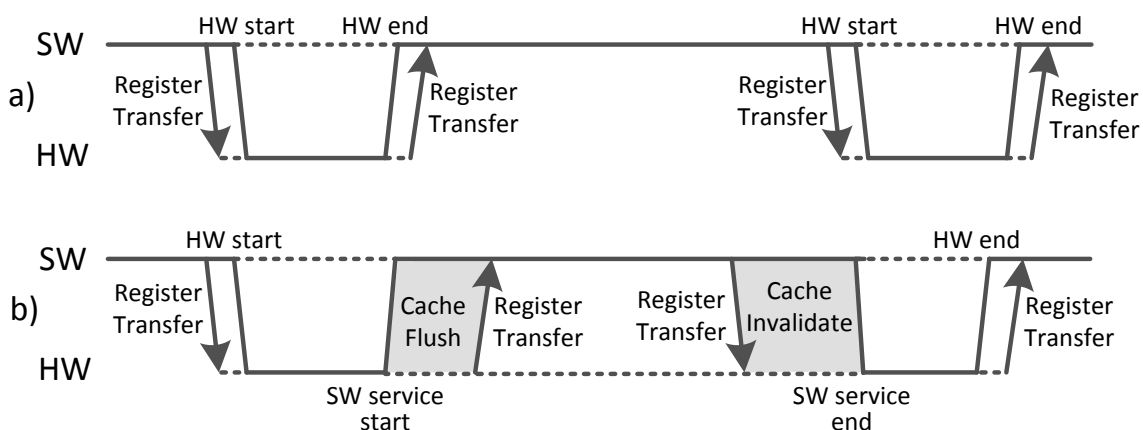 HW start
HW end
HW start
HW end
SW
a)
Register
Transfer
Register
Transfer
Register
Transfer
Register
Transfer
HW
HW start
HW end
SW
b)
Register
Transfer
Cache
Flush
Register
Transfer
Register
Transfer
Cache
Invalidate
Register
Transfer
HW
SW service
start
SW service
end